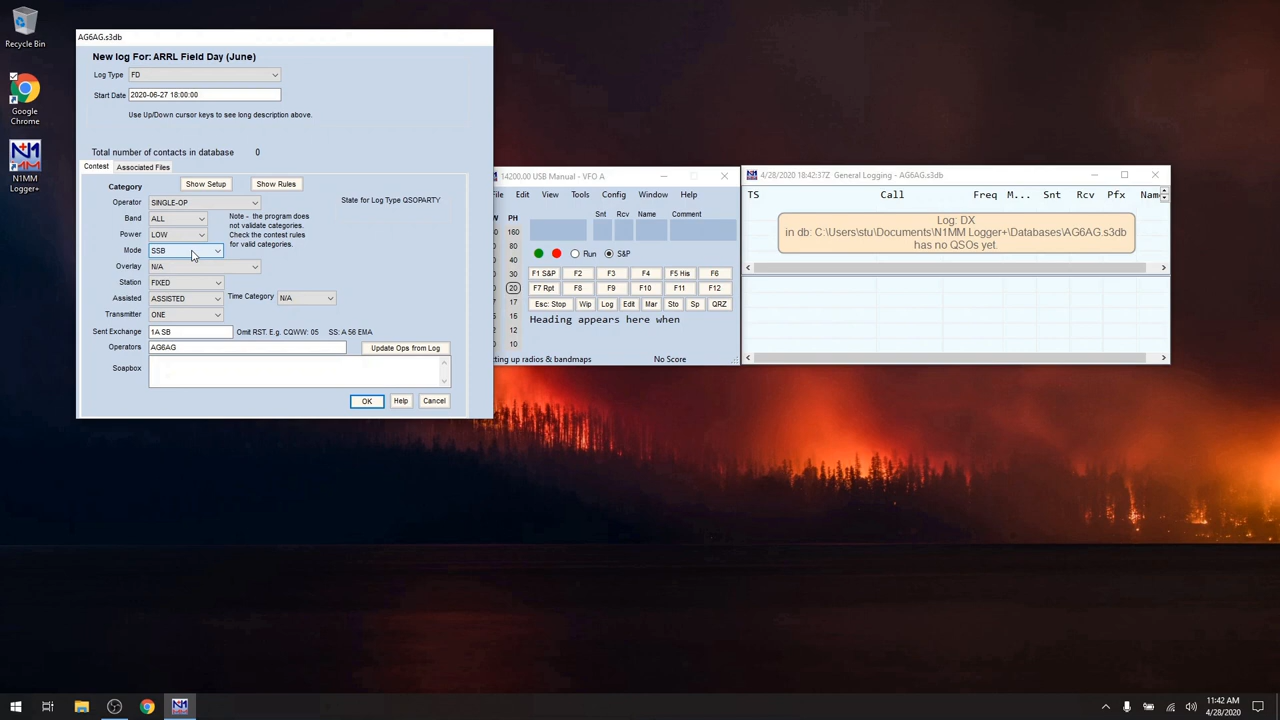 Recycle Bin
Google
Chrome
N1MM
Logger+
AG6AG.s3db
New log For: ARRL Field Day (June)
Log Type FD
Start Date 2020-06-27 18:00:00
Use Up/Down cursor keys to see long description above.
Total number of contacts in database 0
Contest Associated Files
Category Show Setup Show Rules
Operator SINGLE-OP State for Log Type QSOPARTY
Band ALL
Power LOW
Mode SSB
Note - the program does
not validate categories.
Check the contest rules
for valid categories.
Overlay N/A
Station FIXED
Assisted ASSISTED Time Category N/A
Transmitter ONE
Sent Exchange 1A SB Omit RST. E.g. CQWW: 05 SS: A 56 EMA
Operators AG6AG Update Ops from Log
Soapbox
OK Help Cancel
14200.00 USB Manual - VFO A
File Edit View Tools Config Window Help
W PH Snt Rcv Name Comment
160
80
40
30
20
17
15
12
10
Run S&P
F1 S&P F2 F3 F4 F5 His F6
F7 Rpt F8 F9 F10 F11 F12
Esc: Stop Wip Log Edit Mar Sto Sp QRZ
Heading appears here when
tting up radios & bandmaps No Score
4/28/2020 18:42:37Z General Logging - AG6AG.s3db
TS Call Freq M... Snt Rcv Pfx Name
Log: DX
in db: C:\Users\stu\Documents\N1MM Logger+\Databases\AG6AG.s3db
has no QSOs yet.
11:42 AM
4/28/2020